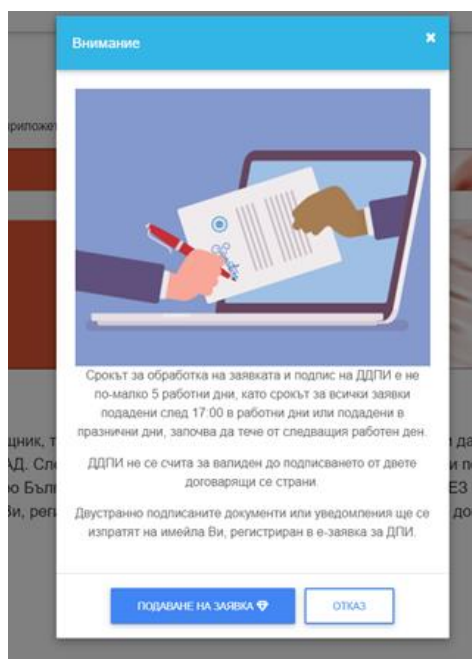 Внимание
приложет
Срокът за обработка на заявката и подпис на ДДПИ е не
по-малко 5 работни дни, като срокът за всички заявки
подадени след 17:00 в работни дни или подадени в
празнични дни, започва да тече от следващия работен ден.
ДДПИ не се счита за валиден до подписването от двете
договарящи се страни.
Двустранно подписаните документи или уведомления ще се
изпратят на имейла Ви, регистриран в е-заявка за ДПИ.
ПОДАВАНЕ НА ЗАЯВКА
ОТКАЗ